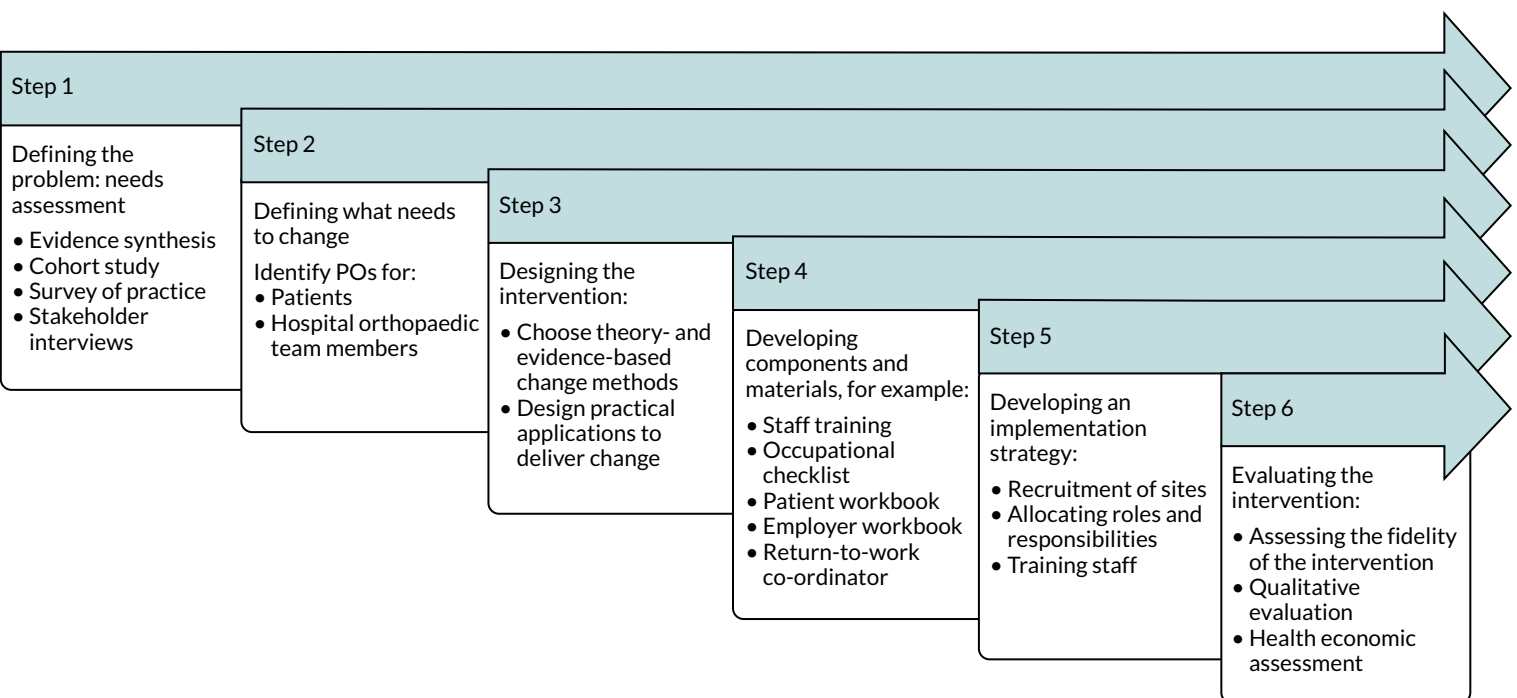 Step 1
Defining the
problem: needs
assessment
• Evidence synthesis
• Cohort study
• Survey of practice
• Stakeholder
interviews
Step 2
Defining what needs
to change
Identify POs for:
• Patients
• Hospital orthopaedic
team members
Step 3
Designing the
intervention:
• Choose theory- and
evidence-based
change methods
• Design practical
applications to
deliver change
Step 4
Developing
components and
materials, for example:
• Staff training
• Occupational
checklist
• Patient workbook
• Employer workbook
• Return-to-work
co-ordinator
Step 5
Developing an
implementation
strategy:
• Recruitment of sites
• Allocating roles and
responsibilities
• Training staff
Step 6
Evaluating the
intervention:
• Assessing the fidelity
of the intervention
• Qualitative
evaluation
• Health economic
assessment